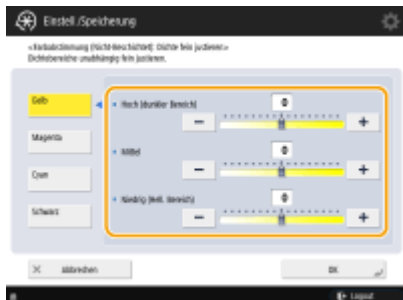 Einstell./Speicherung
<Farbabstimmung (Nicht-Beschichtet): Dichte fein justieren>
Dichtebereiche unabhängig fein justieren.
Gelb
Hoch (dunkler Bereich)
0
Magenta
Mittel
0
Cyan
Niedrig (Hell. Bereich)
0
Schwarz
Abbrechen
OK
Logout